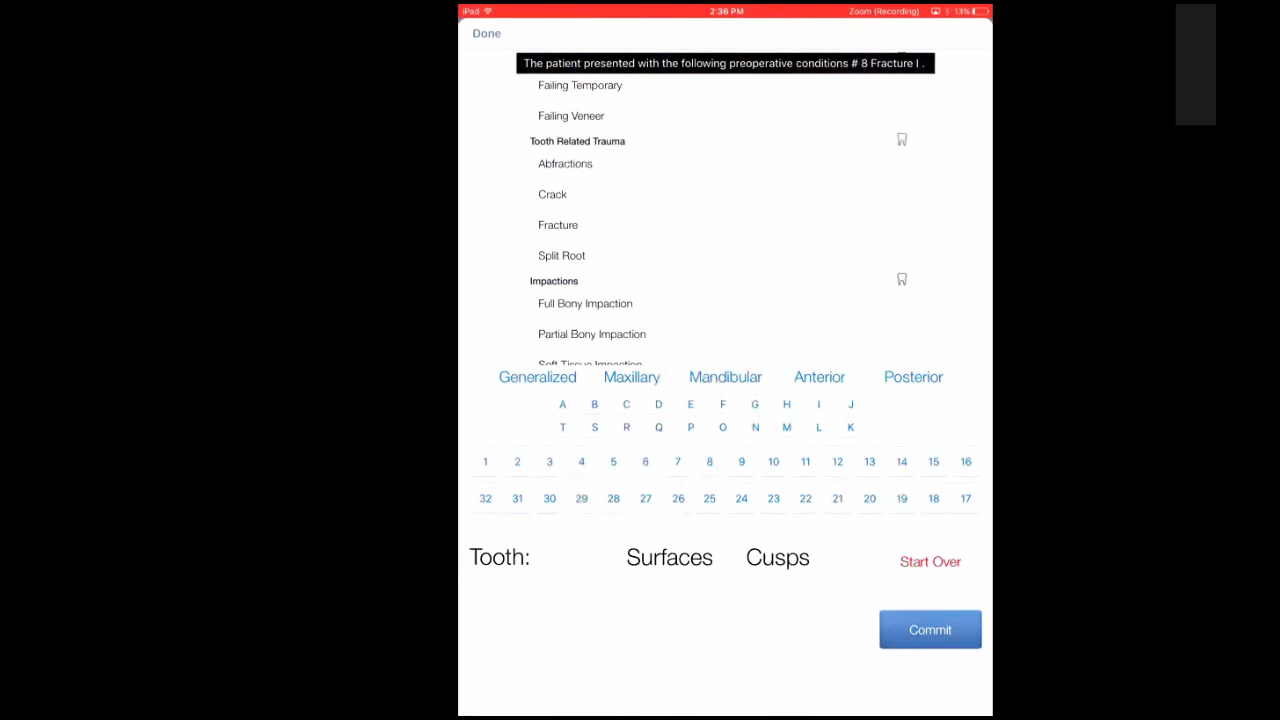 iPad 2:36 PM Zoom (Recording) 13%
Done
The patient presented with the following preoperative conditions # 8 Fracture I .
Failing Temporary
Failing Veneer
Tooth Related Trauma
Abfractions
Crack
Fracture
Split Root
Impactions
Full Bony Impaction
Partial Bony Impaction
Soft Tissue Impaction
Generalized Maxillary Mandibular Anterior Posterior
A B C D E F G H I J
T S R Q P O N M L K
1 2 3 4 5 6 7 8 9 10 11 12 13 14 15 16
32 31 30 29 28 27 26 25 24 23 22 21 20 19 18 17
Tooth: Surfaces Cusps Start Over
Commit